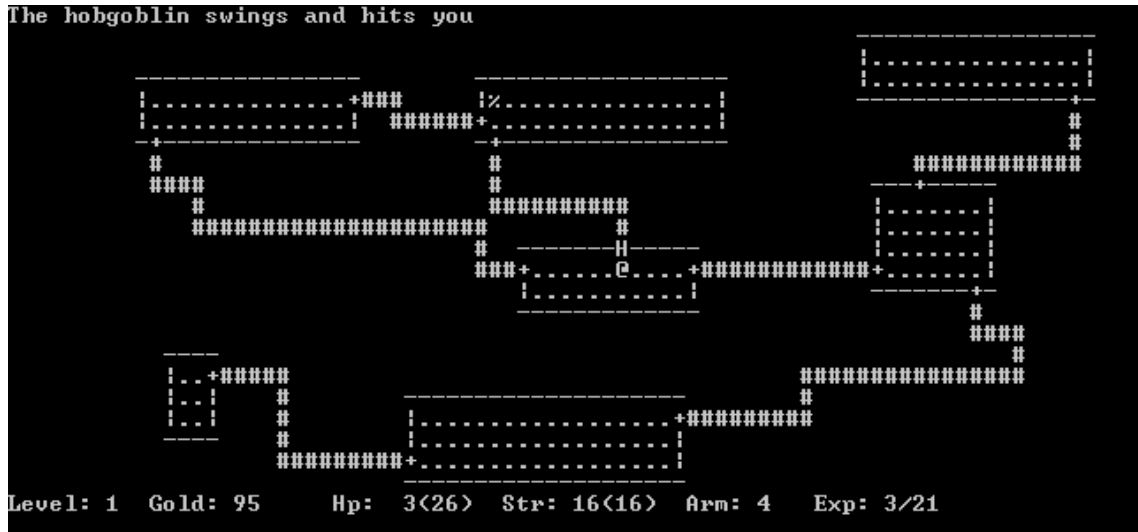 The hobgoblin swings and hits you
Level: 1 Gold: 95 Hp: 3(26) Str: 16(16) Arm: 4 Exp: 3/21